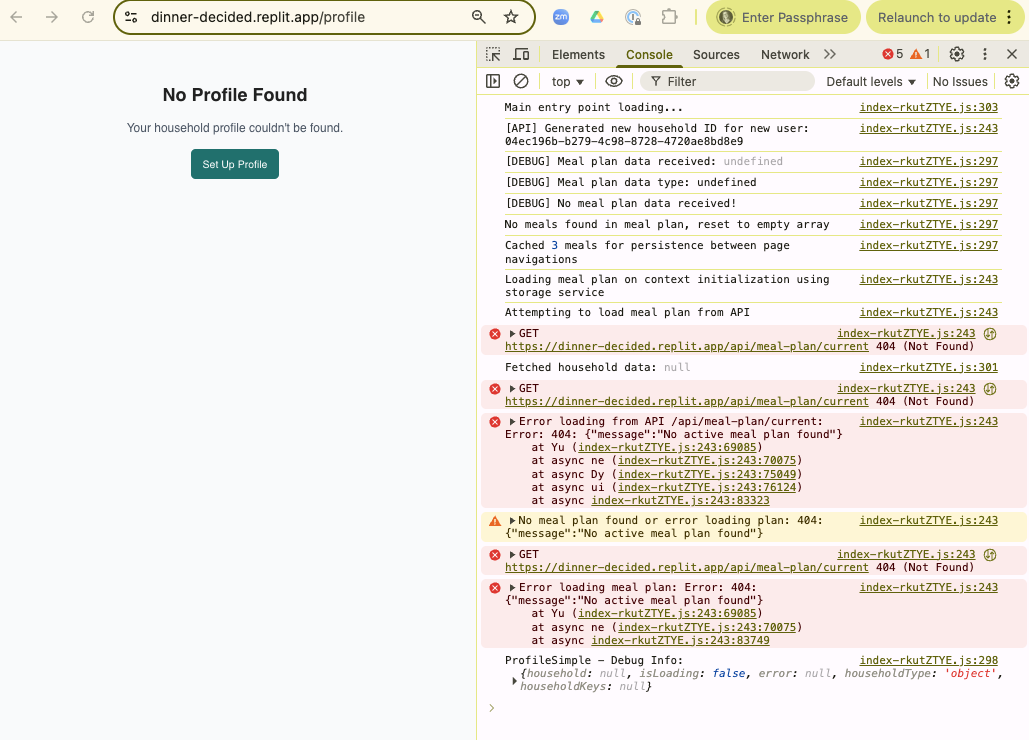 dinner-decided.replit.app/profile
zm
Enter Passphrase
Relaunch to update
No Profile Found
Your household profile couldn't be found.
Set Up Profile
Elements
Console
Sources
Network
5
1
top
Filter
Default levels
No Issues
Main entry point loading... index-rkutZTYE.js:303
[API] Generated new household ID for new user: index-rkutZTYE.js:243
04ec196b-b279-4c98-8728-4720ae8bd8e9
[DEBUG] Meal plan data received: undefined index-rkutZTYE.js:297
[DEBUG] Meal plan data type: undefined index-rkutZTYE.js:297
[DEBUG] No meal plan data received! index-rkutZTYE.js:297
No meals found in meal plan, reset to empty array index-rkutZTYE.js:297
Cached 3 meals for persistence between page index-rkutZTYE.js:297
navigations
Loading meal plan on context initialization using index-rkutZTYE.js:243
storage service
Attempting to load meal plan from API index-rkutZTYE.js:243
GET index-rkutZTYE.js:243
https://dinner-decided.replit.app/api/meal-plan/current 404 (Not Found)
Fetched household data: null index-rkutZTYE.js:301
GET index-rkutZTYE.js:243
https://dinner-decided.replit.app/api/meal-plan/current 404 (Not Found)
Error loading from API /api/meal-plan/current: index-rkutZTYE.js:243
Error: 404: {"message":"No active meal plan found"}
at Yu (index-rkutZTYE.js:243:69085)
at async ne (index-rkutZTYE.js:243:70075)
at async Dy (index-rkutZTYE.js:243:75049)
at async ui (index-rkutZTYE.js:243:76124)
at async index-rkutZTYE.js:243:83323
No meal plan found or error loading plan: 404: index-rkutZTYE.js:243
{"message":"No active meal plan found"}
GET index-rkutZTYE.js:243
https://dinner-decided.replit.app/api/meal-plan/current 404 (Not Found)
Error loading meal plan: Error: 404: index-rkutZTYE.js:243
{"message":"No active meal plan found"}
at Yu (index-rkutZTYE.js:243:69085)
at async ne (index-rkutZTYE.js:243:70075)
at async index-rkutZTYE.js:243:83749
ProfileSimple - Debug Info: index-rkutZTYE.js:298
{household: null, isLoading: false, error: null, householdType: 'object',
householdKeys: null}